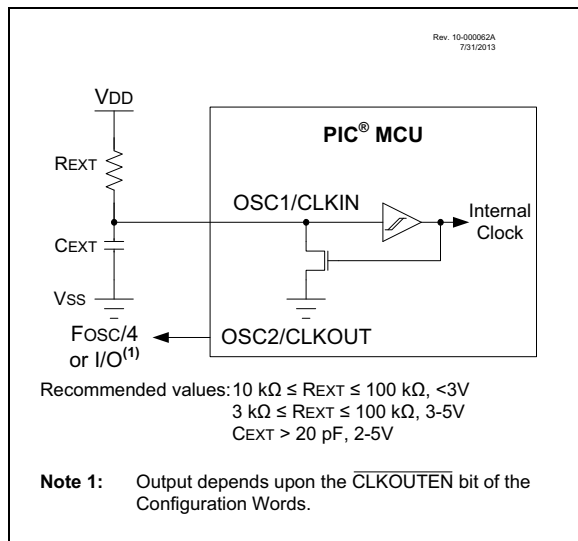 Rev. 10-000062A
7/31/2013
VDD
PIC® MCU
REXT
OSC1/CLKIN
Internal
Clock
CEXT
VSS
FOSC/4
or I/O(1)
OSC2/CLKOUT
Recommended values: 10 kΩ ≤ REXT ≤ 100 kΩ, <3V
3 kΩ ≤ REXT ≤ 100 kΩ, 3-5V
CEXT > 20 pF, 2-5V
Note 1: Output depends upon the CLKOUTEN bit of the
Configuration Words.